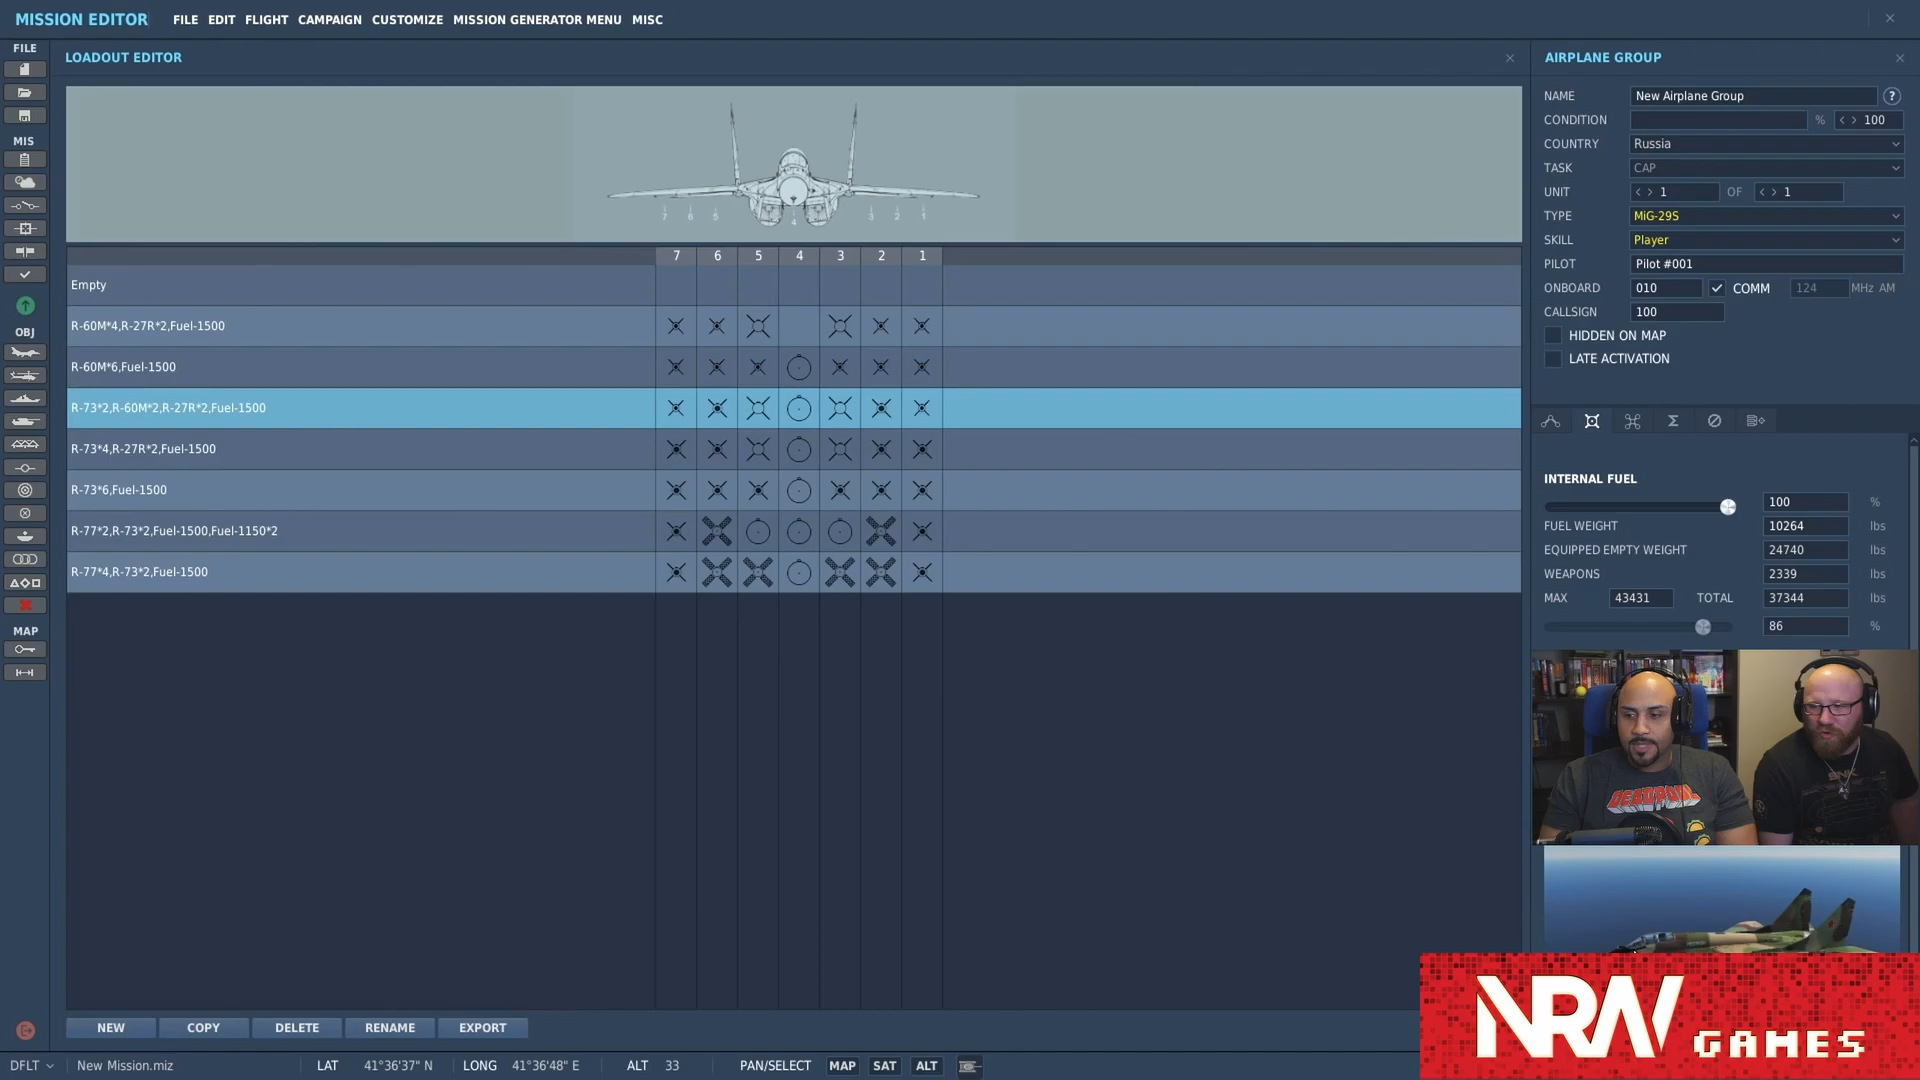 MISSION EDITOR FILE EDIT FLIGHT CAMPAIGN CUSTOMIZE MISSION GENERATOR MENU MISC
FILE
MIS
OBJ
MAP
LOADOUT EDITOR
7 6 5 4 3 2 1
7 6 5 4 3 2 1
Empty
R-60M*4,R-27R*2,Fuel-1500
R-60M*6,Fuel-1500
R-73*2,R-60M*2,R-27R*2,Fuel-1500
R-73*4,R-27R*2,Fuel-1500
R-73*6,Fuel-1500
R-77*2,R-73*2,Fuel-1500,Fuel-1150*2
R-77*4,R-73*2,Fuel-1500
NEW COPY DELETE RENAME EXPORT
AIRPLANE GROUP
NAME New Airplane Group ?
CONDITION % < > 100
COUNTRY Russia
TASK CAP
UNIT < > 1 OF < > 1
TYPE MiG-29S
SKILL Player
PILOT Pilot #001
ONBOARD 010 COMM 124 MHz AM
CALLSIGN 100
HIDDEN ON MAP
LATE ACTIVATION
INTERNAL FUEL
100 %
FUEL WEIGHT 10264 lbs
EQUIPPED EMPTY WEIGHT 24740 lbs
WEAPONS 2339 lbs
MAX 43431 TOTAL 37344 lbs
86 %
DEADPOOL
SNK
NRW
GAMES
DFLT New Mission.miz LAT 41°36'37" N LONG 41°36'48" E ALT 33 PAN/SELECT MAP SAT ALT